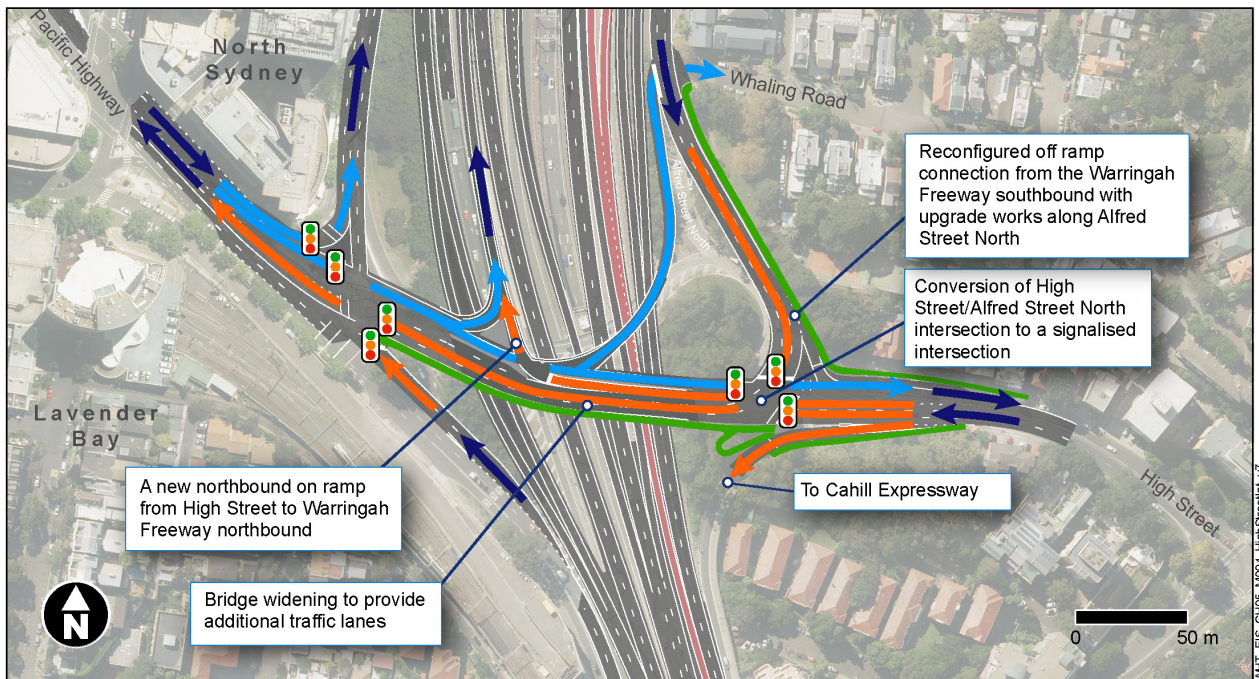 Pacific Highway
North
Sydney
Whaling Road
Alfred Street North
Reconfigured off ramp
connection from the Warringah
Freeway southbound with
upgrade works along Alfred
Street North
Conversion of High
Street/Alfred Street North
intersection to a signalised
intersection
Lavender
Bay
A new northbound on ramp
from High Street to Warringah
Freeway northbound
To Cahill Expressway
High Street
Bridge widening to provide
additional traffic lanes
N
0 50 m